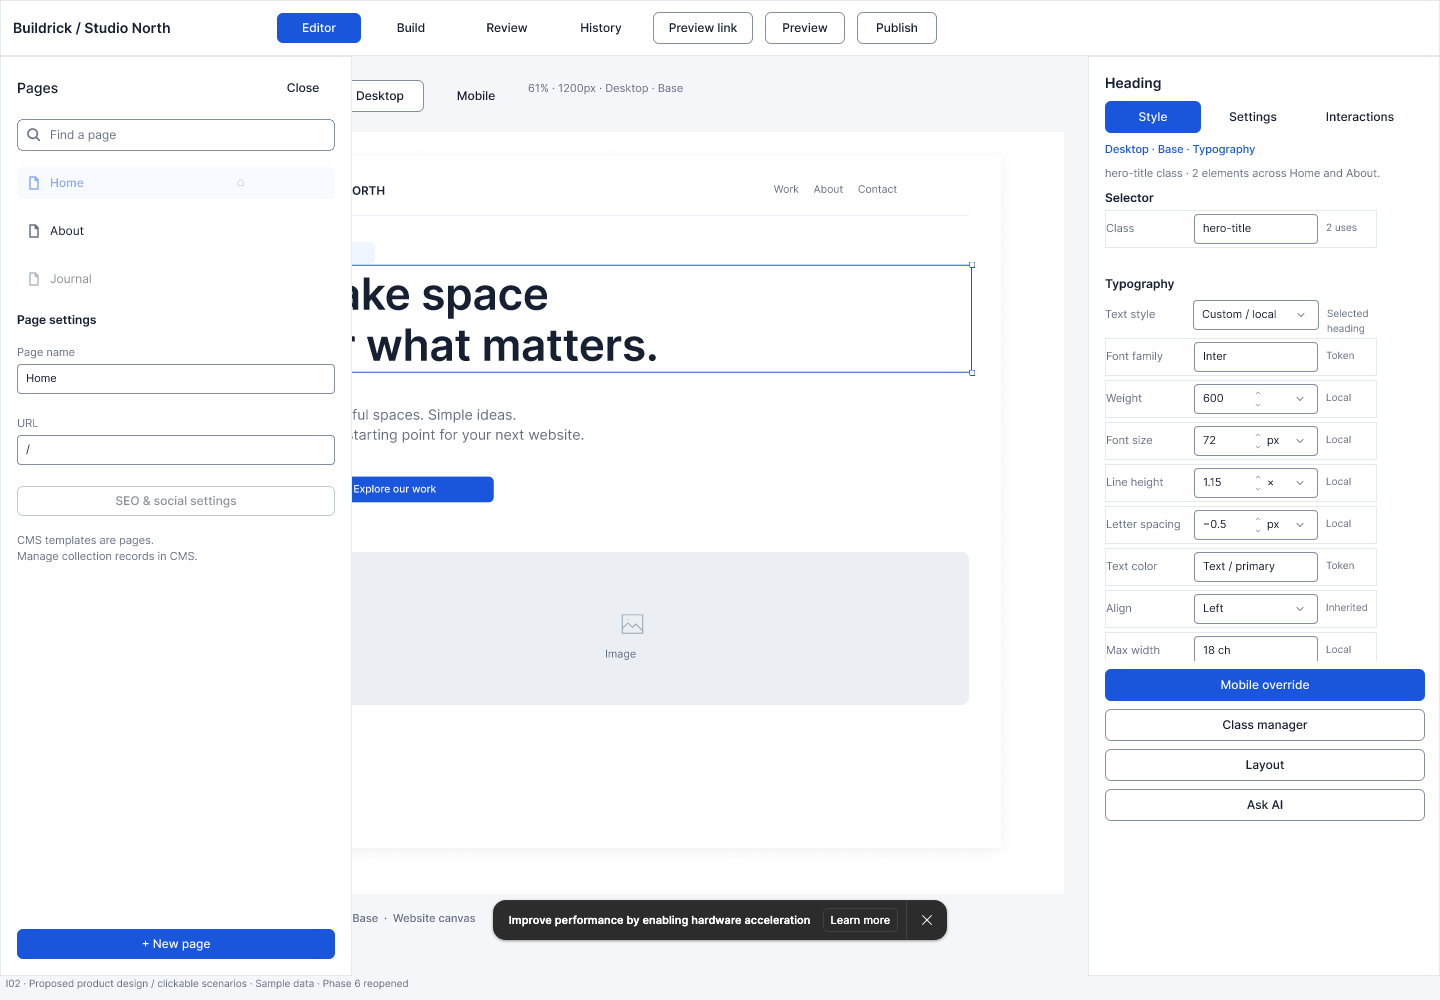 Buildrick / Studio North
Editor
Build
Review
History
Preview link
Preview
Publish
Pages
Close
Find a page
Home
About
Journal
Page settings
Page name
Home
URL
/
SEO & social settings
CMS templates are pages.
Manage collection records in CMS.
+ New page
Desktop
Mobile
61% · 1200px · Desktop · Base
ORTH
Work
About
Contact
ake space
r what matters.
ful spaces. Simple ideas.
starting point for your next website.
Explore our work
Image
Base · Website canvas
Improve performance by enabling hardware acceleration
Learn more
Heading
Style
Settings
Interactions
Desktop · Base · Typography
hero-title class · 2 elements across Home and About.
Selector
Class
hero-title
2 uses
Typography
Text style
Custom / local
Selected
heading
Font family
Inter
Token
Weight
600
Local
Font size
72
px
Local
Line height
1.15
×
Local
Letter spacing
−0.5
px
Local
Text color
Text / primary
Token
Align
Left
Inherited
Max width
18 ch
Local
Mobile override
Class manager
Layout
Ask AI
I02 · Proposed product design / clickable scenarios · Sample data · Phase 6 reopened